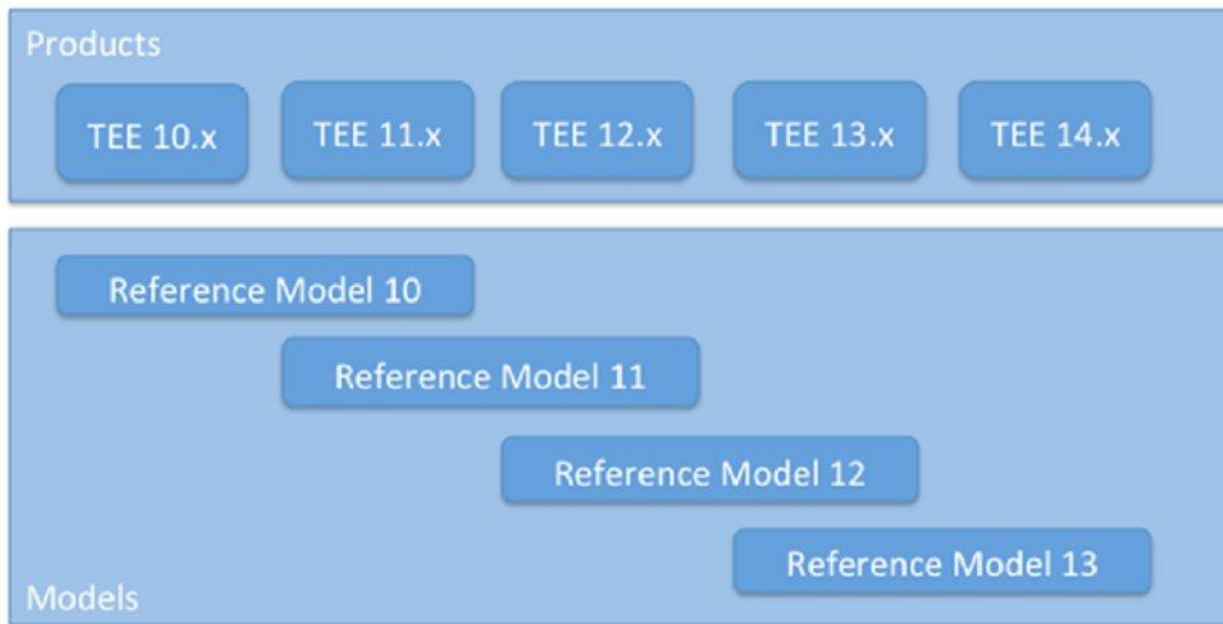 Products
TEE 10.x
TEE 11.x
TEE 12.x
TEE 13.x
TEE 14.x
Reference Model 10
Reference Model 11
Reference Model 12
Reference Model 13
Models